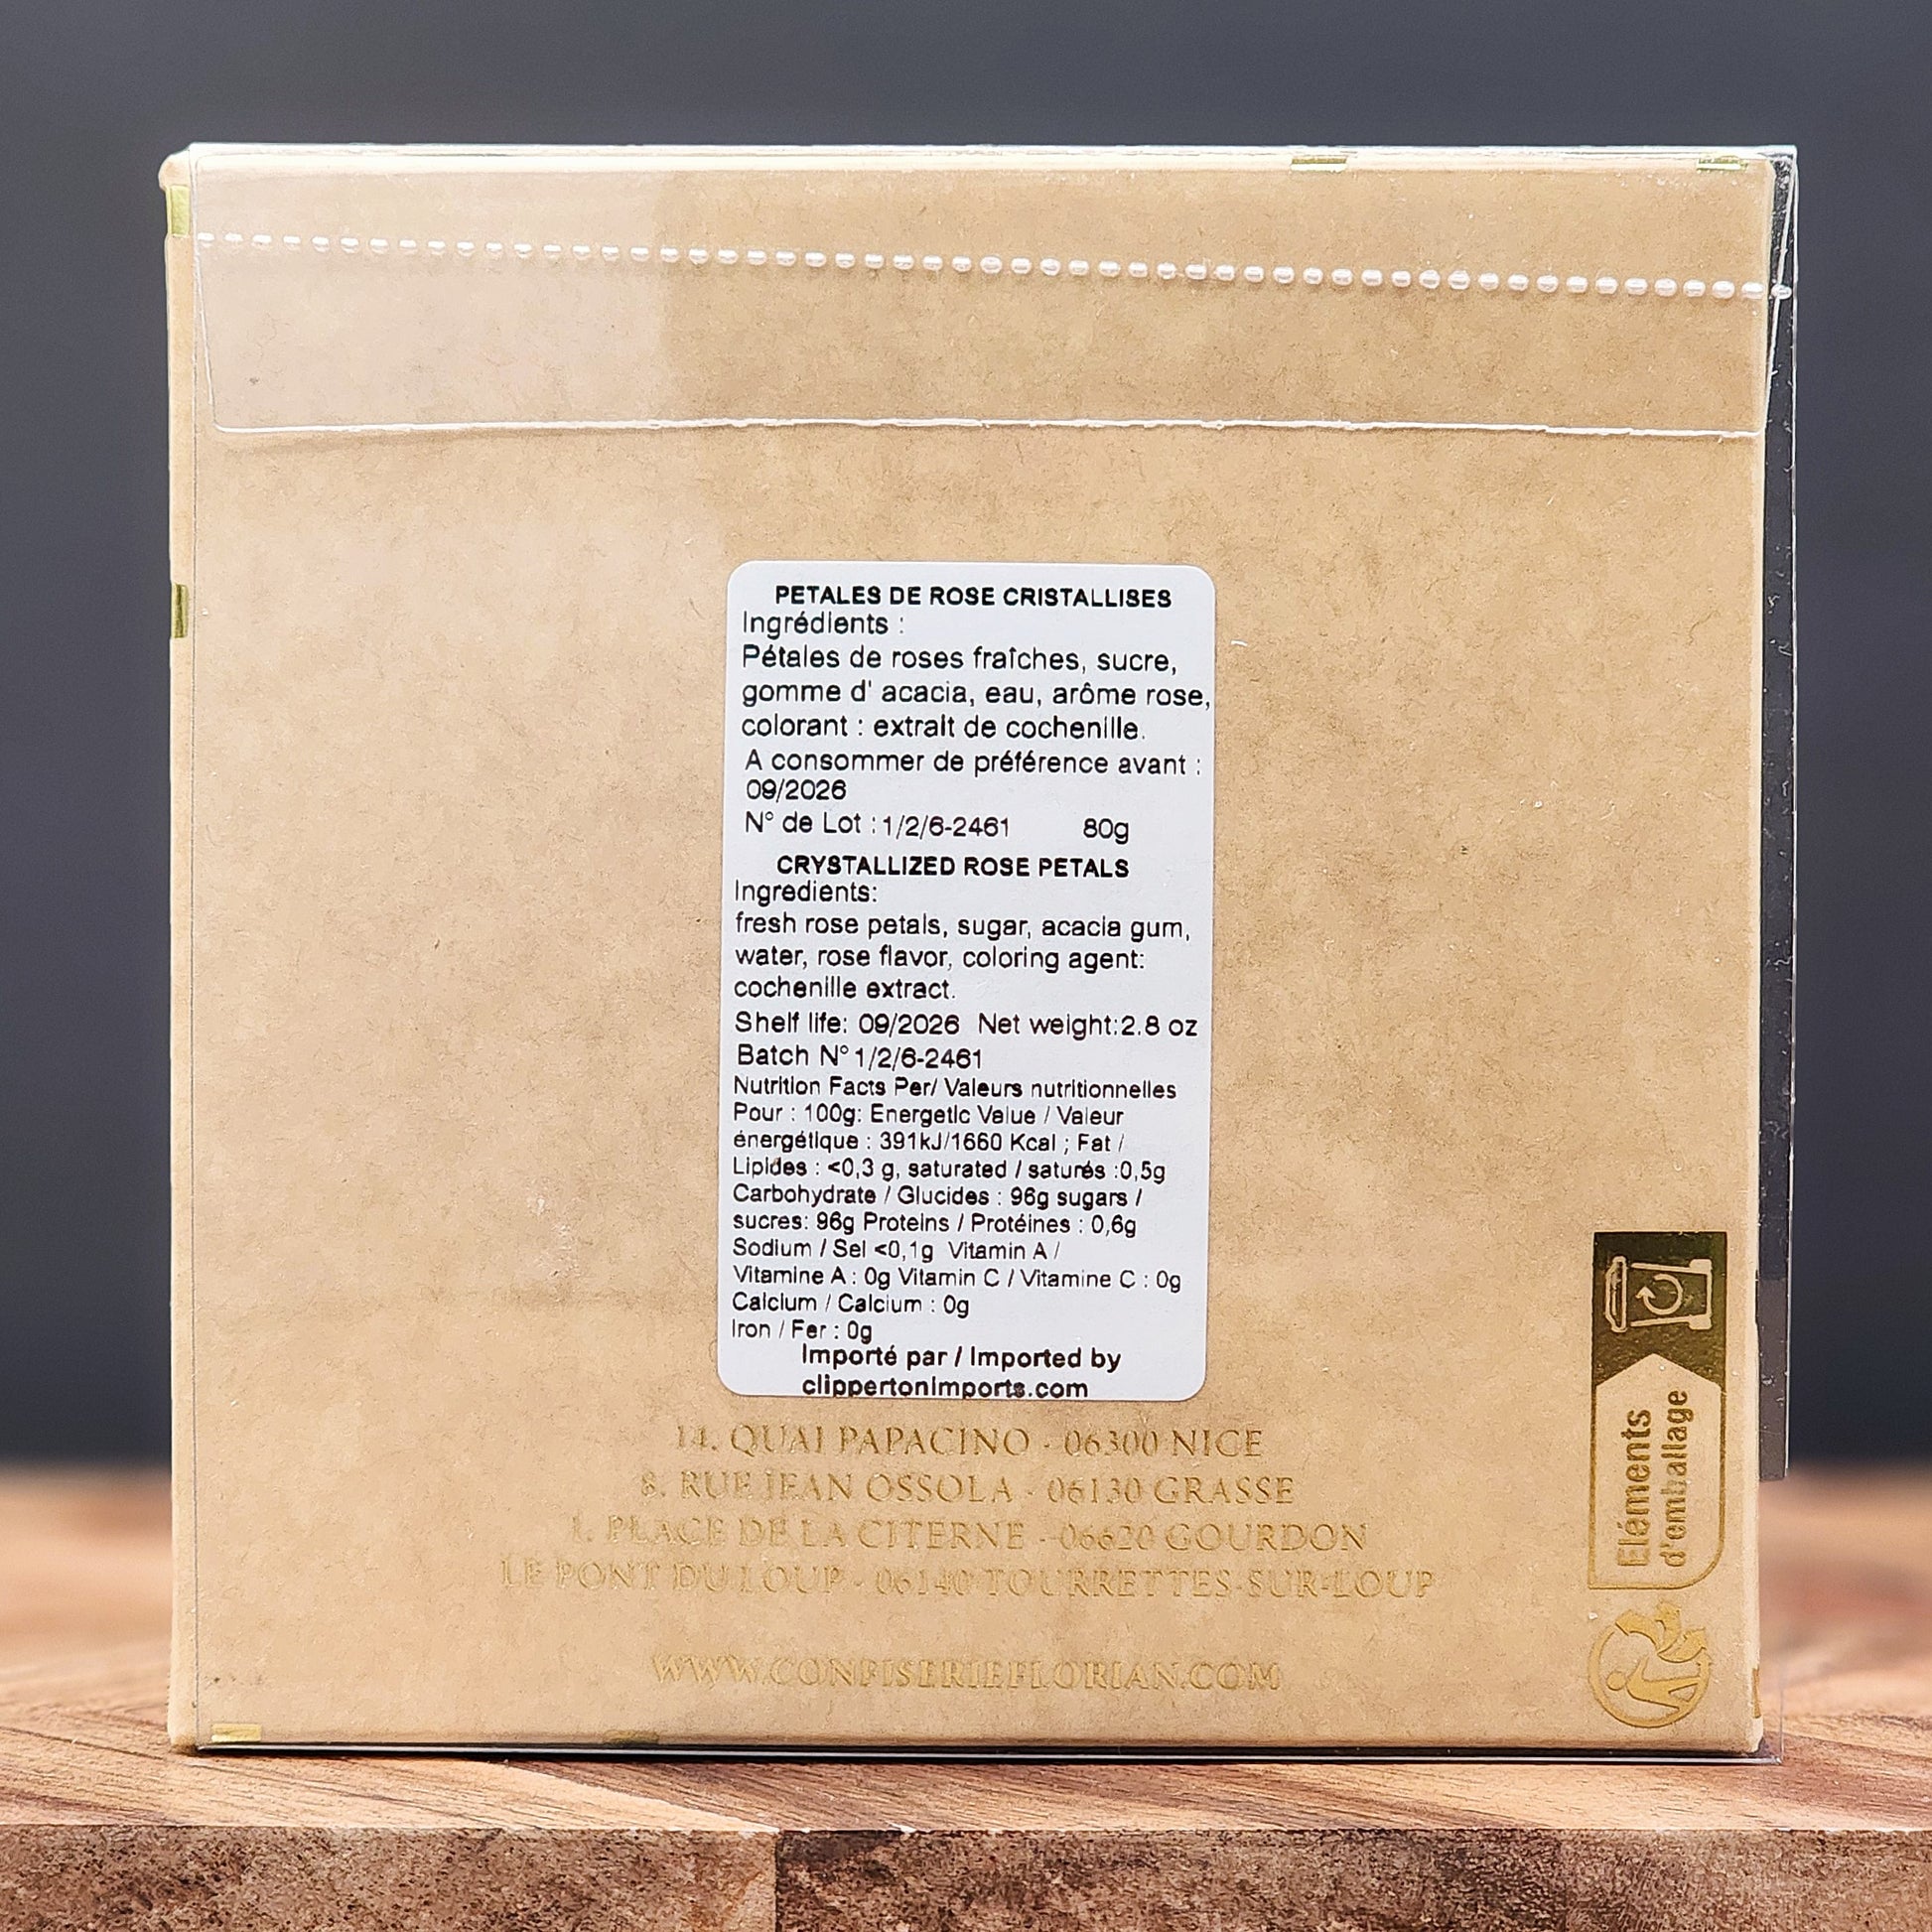 PETALES DE ROSE CRISTALLISES
Ingrédients :
Pétales de roses fraîches, sucre,
gomme d' acacia, eau, arôme rose,
colorant : extrait de cochenille.
A consommer de préférence avant :
09/2026
N° de Lot : 1/2/6-2461 80g
CRYSTALLIZED ROSE PETALS
Ingredients:
fresh rose petals, sugar, acacia gum,
water, rose flavor, coloring agent:
cochenille extract.
Shelf life: 09/2026 Net weight:2.8 oz
Batch N° 1/2/6-2461
Nutrition Facts Per/ Valeurs nutritionnelles
Pour : 100g: Energetic Value / Valeur
énergétique : 391kJ/1660 Kcal ; Fat /
Lipides : <0,3 g, saturated / saturés :0,5g
Carbohydrate / Glucides : 96g sugars /
sucres: 96g Proteins / Protéines : 0,6g
Sodium / Sel <0,1g Vitamin A /
Vitamine A : 0g Vitamin C / Vitamine C : 0g
Calcium / Calcium : 0g
Iron / Fer : 0g
Importé par / Imported by
clippertonimports.com
14, QUAI PAPACINO - 06300 NICE
8, RUE JEAN OSSOLA - 06130 GRASSE
1, PLACE DE LA CITERNE - 06620 GOURDON
LE PONT DU LOUP - 06140 TOURRETTES-SUR-LOUP
WWW.CONFISERIEFLORIAN.COM
Eléments
d'emballage